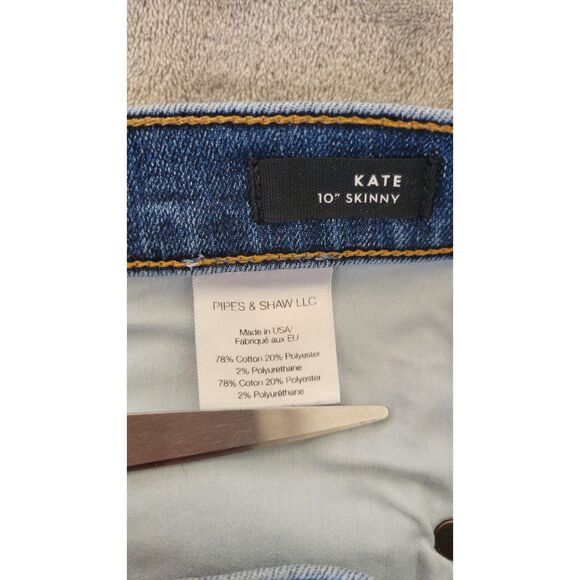 KATE
10" SKINNY
PIPES & SHAW LLC
Made in USA/
Fabriqué aux EU
78% Cotton 20% Polyester
2% Polyurethane
78% Coton 20% Polyester
2% Polyuréthane